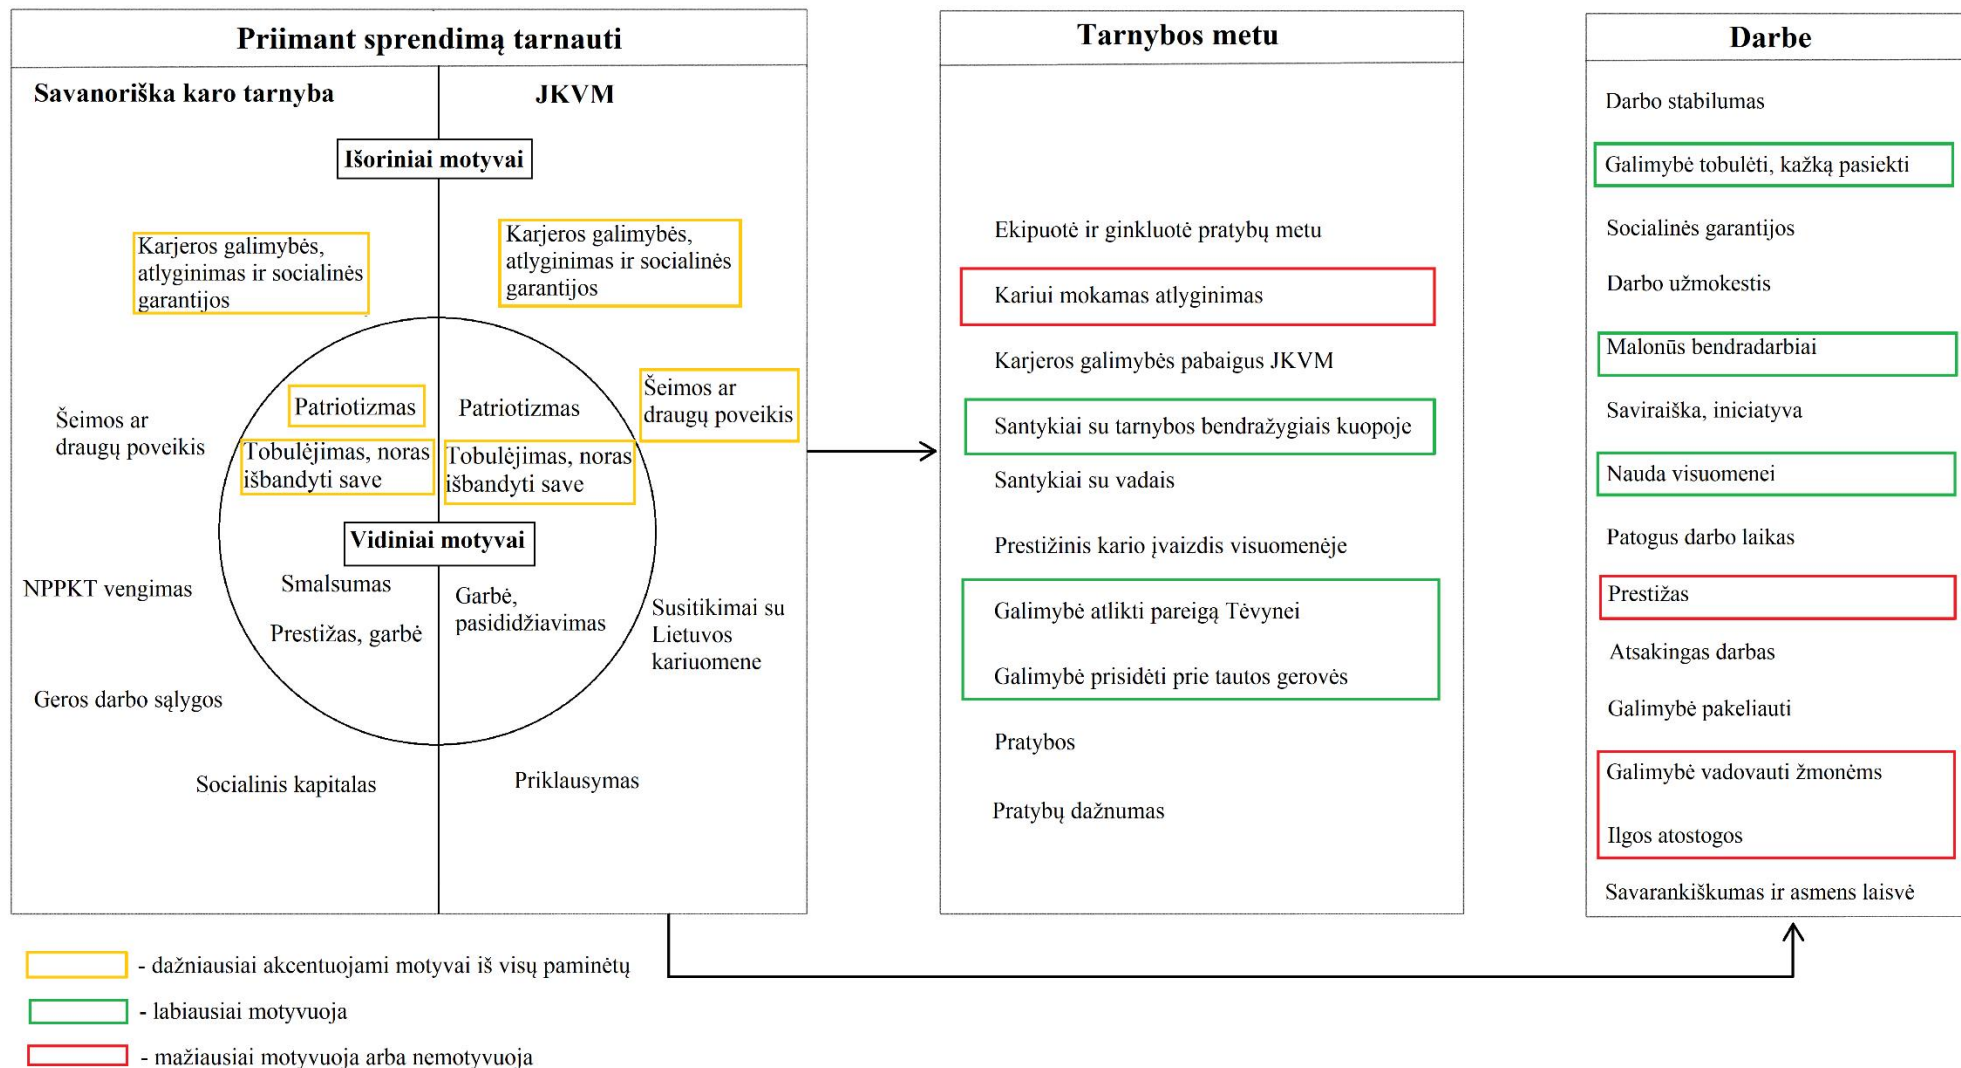 Priimant sprendimą tarnauti
Savanoriška karo tarnyba
JKVM
Išoriniai motyvai
Karjeros galimybės,
atlyginimas ir socialinės
garantijos
Karjeros galimybės,
atlyginimas ir socialinės
garantijos
Šeimos ar
draugų poveikis
Patriotizmas
Patriotizmas
Šeimos ar
draugų poveikis
Tobulėjimas, noras
išbandyti save
Tobulėjimas, noras
išbandyti save
Vidiniai motyvai
NPPKT vengimas
Smalsumas
Prestižas, garbė
Garbė,
pasididžiavimas
Susitikimai su
Lietuvos
kariuomene
Geros darbo sąlygos
Socialinis kapitalas
Priklausymas
Tarnybos metu
Ekipuotė ir ginkluotė pratybų metu
Kariui mokamas atlyginimas
Karjeros galimybės pabaigus JKVM
Santykiai su tarnybos bendražygiais kuopoje
Santykiai su vadais
Prestižinis kario įvaizdis visuomenėje
Galimybė atlikti pareigą Tėvynei
Galimybė prisidėti prie tautos gerovės
Pratybos
Pratybų dažnumas
Darbe
Darbo stabilumas
Galimybė tobulėti, kažką pasiekti
Socialinės garantijos
Darbo užmokestis
Malonūs bendradarbiai
Saviraiška, iniciatyva
Nauda visuomenei
Patogus darbo laikas
Prestižas
Atsakingas darbas
Galimybė pakeliauti
Galimybė vadovauti žmonėms
Ilgos atostogos
Savarankiškumas ir asmens laisvė
- dažniausiai akcentuojami motyvai iš visų paminėtų
- labiausiai motyvuoja
- mažiausiai motyvuoja arba nemotyvuoja